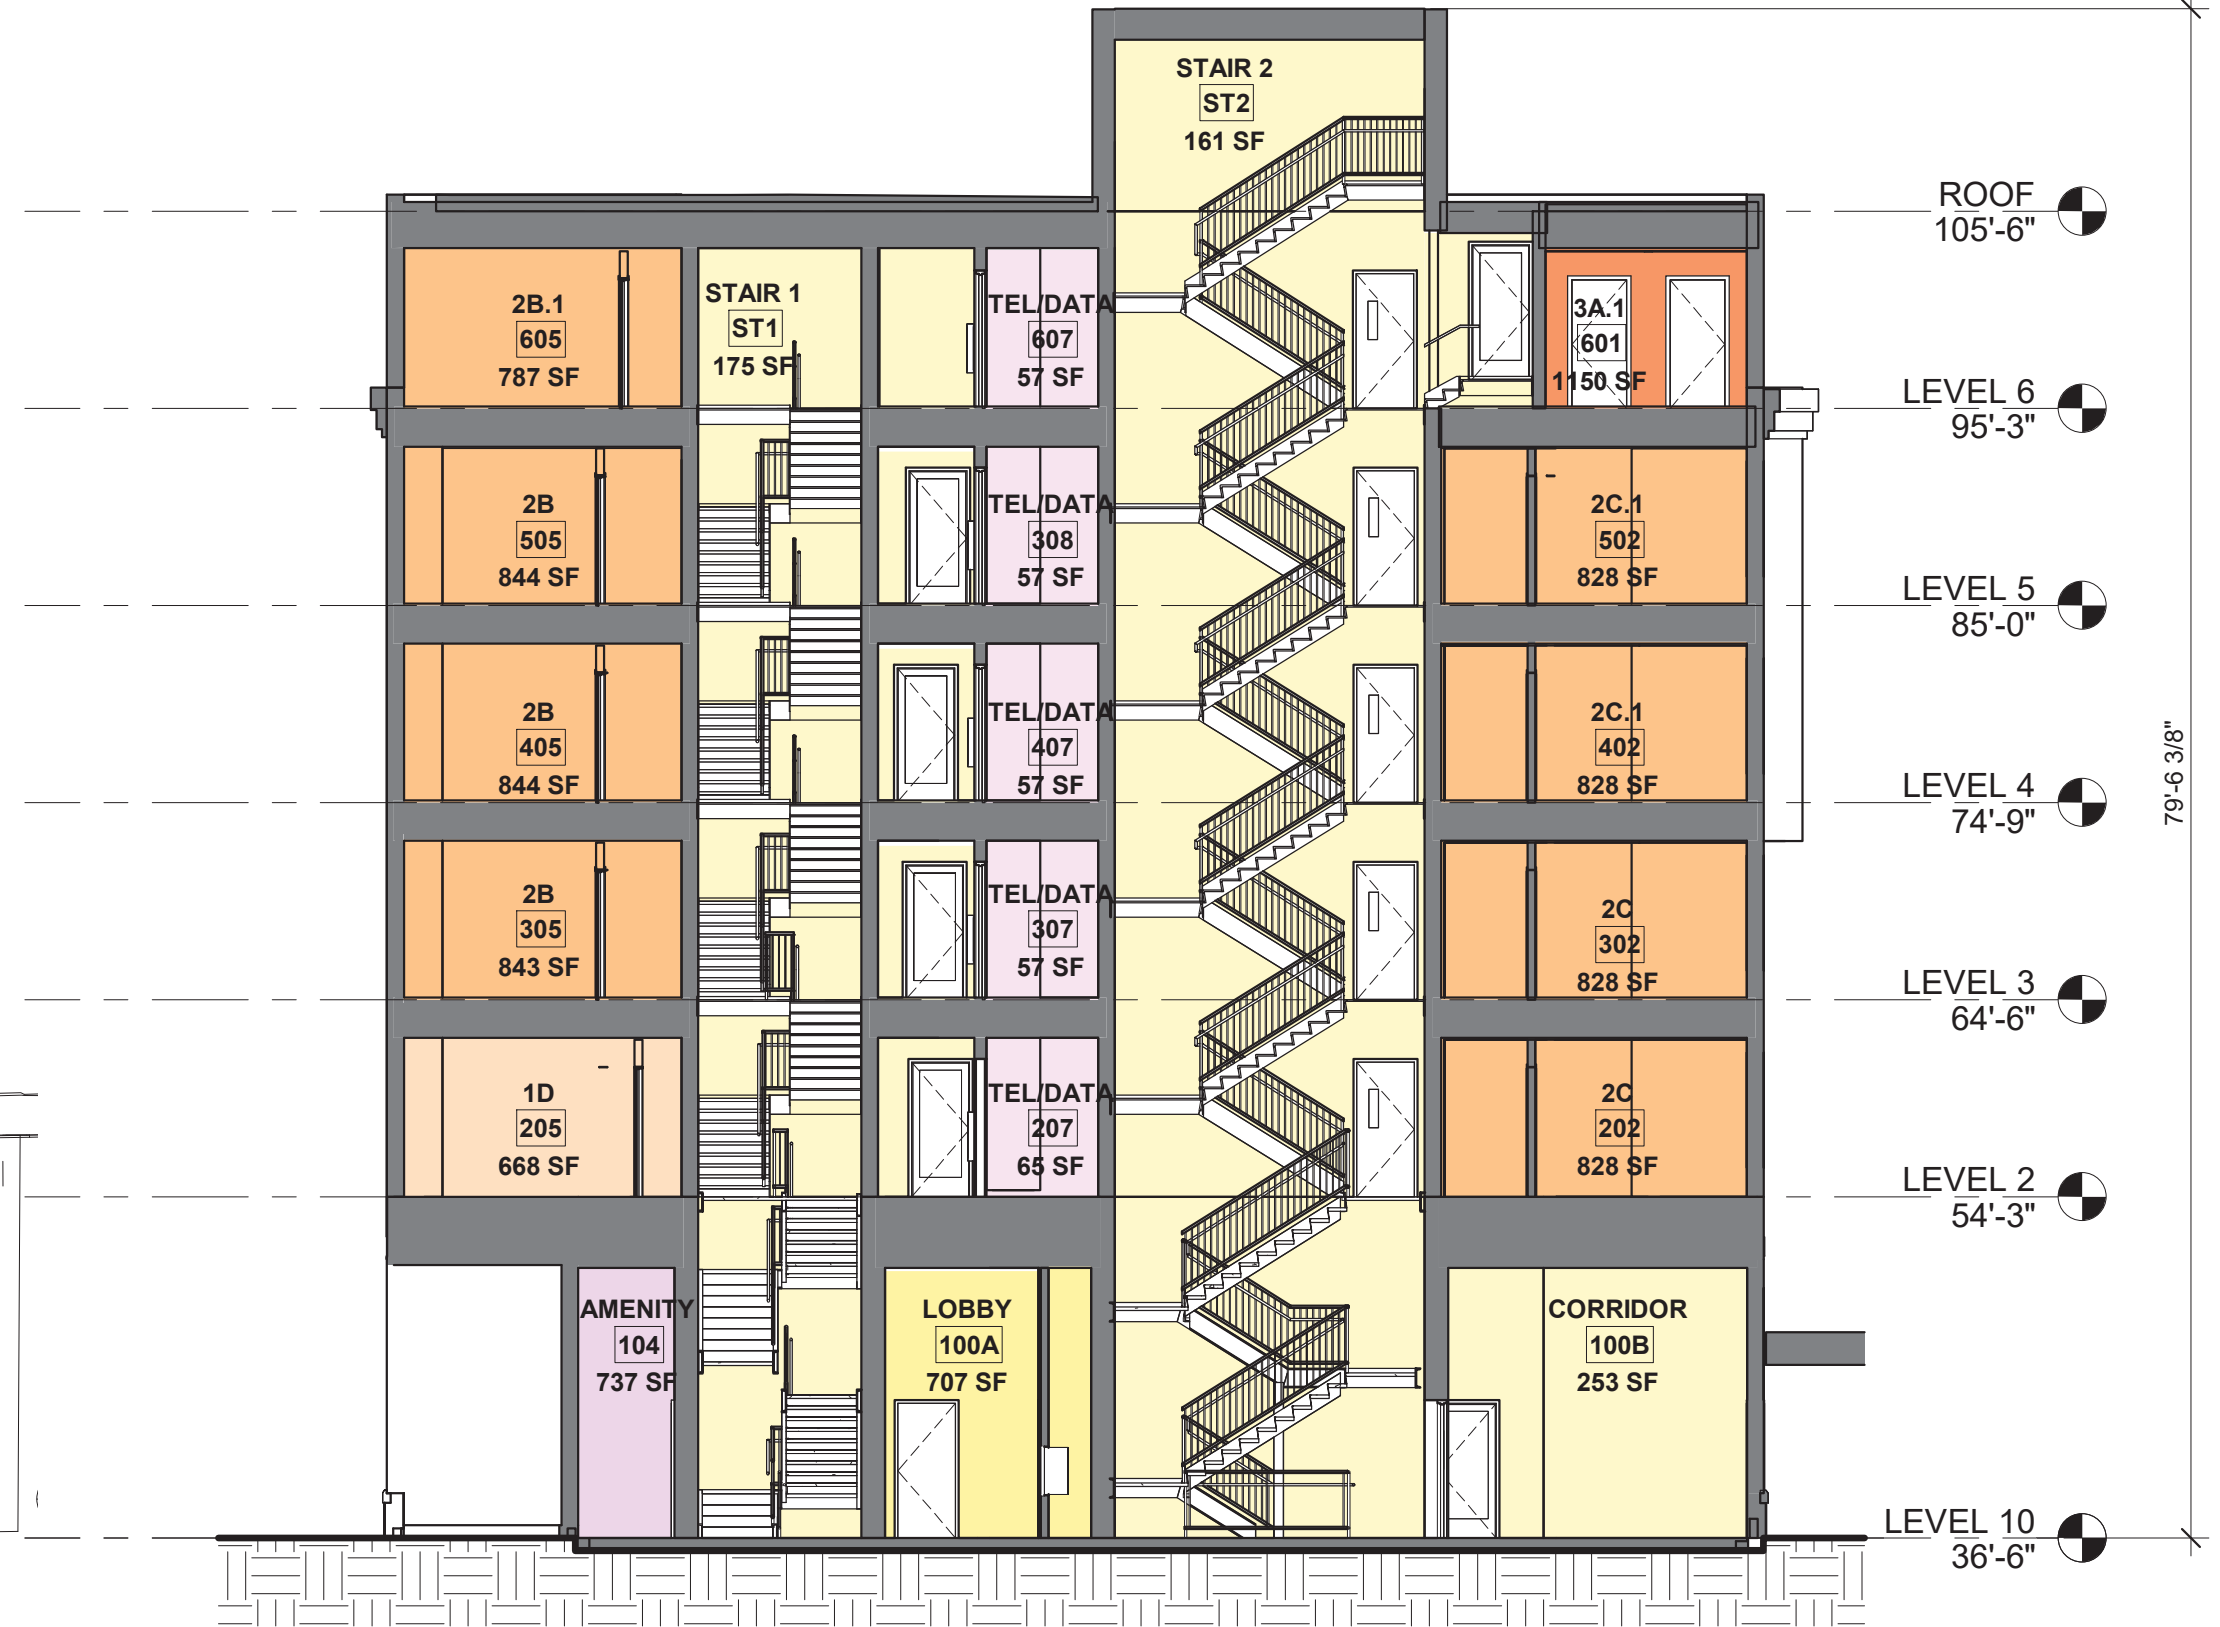 STAIR 2
ST2
161 SF
ROOF
105'-6"
2B.1
605
787 SF
STAIR 1
ST1
175 SF
TEL/DATA
607
57 SF
3A.1
601
1150 SF
LEVEL 6
95'-3"
2B
505
844 SF
TEL/DATA
308
57 SF
2C.1
502
828 SF
LEVEL 5
85'-0"
2B
405
844 SF
TEL/DATA
407
57 SF
2C.1
402
828 SF
LEVEL 4
74'-9"
79'-6 3/8"
2B
305
843 SF
TEL/DATA
307
57 SF
2C
302
828 SF
LEVEL 3
64'-6"
1D
205
668 SF
TEL/DATA
207
65 SF
2C
202
828 SF
LEVEL 2
54'-3"
AMENITY
104
737 SF
LOBBY
100A
707 SF
CORRIDOR
100B
253 SF
LEVEL 10
36'-6"